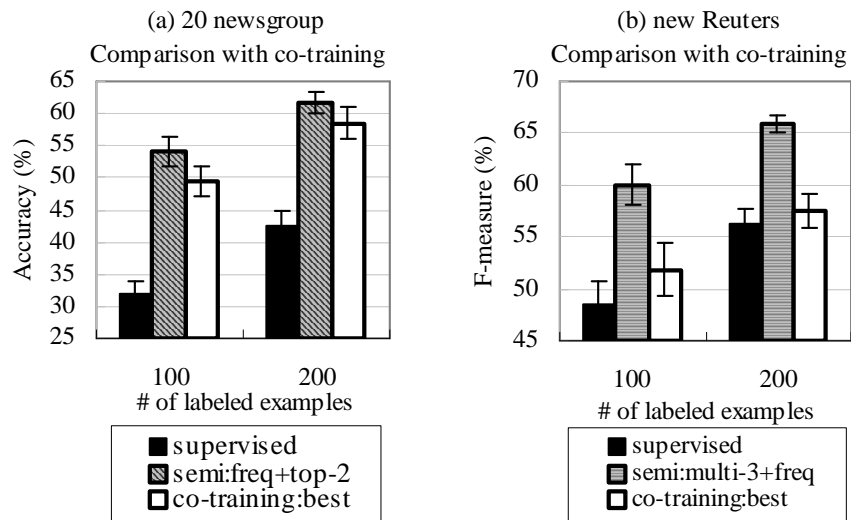 (a) 20 newsgroup
Comparison with co-training
65
60
55
50
45
40
35
30
25
Accuracy (%)
100
200
# of labeled examples
supervised
semi:freq+top-2
co-training:best
(b) new Reuters
Comparison with co-training
70
65
60
55
50
45
F-measure (%)
100
200
# of labeled examples
supervised
semi:multi-3+freq
co-training:best